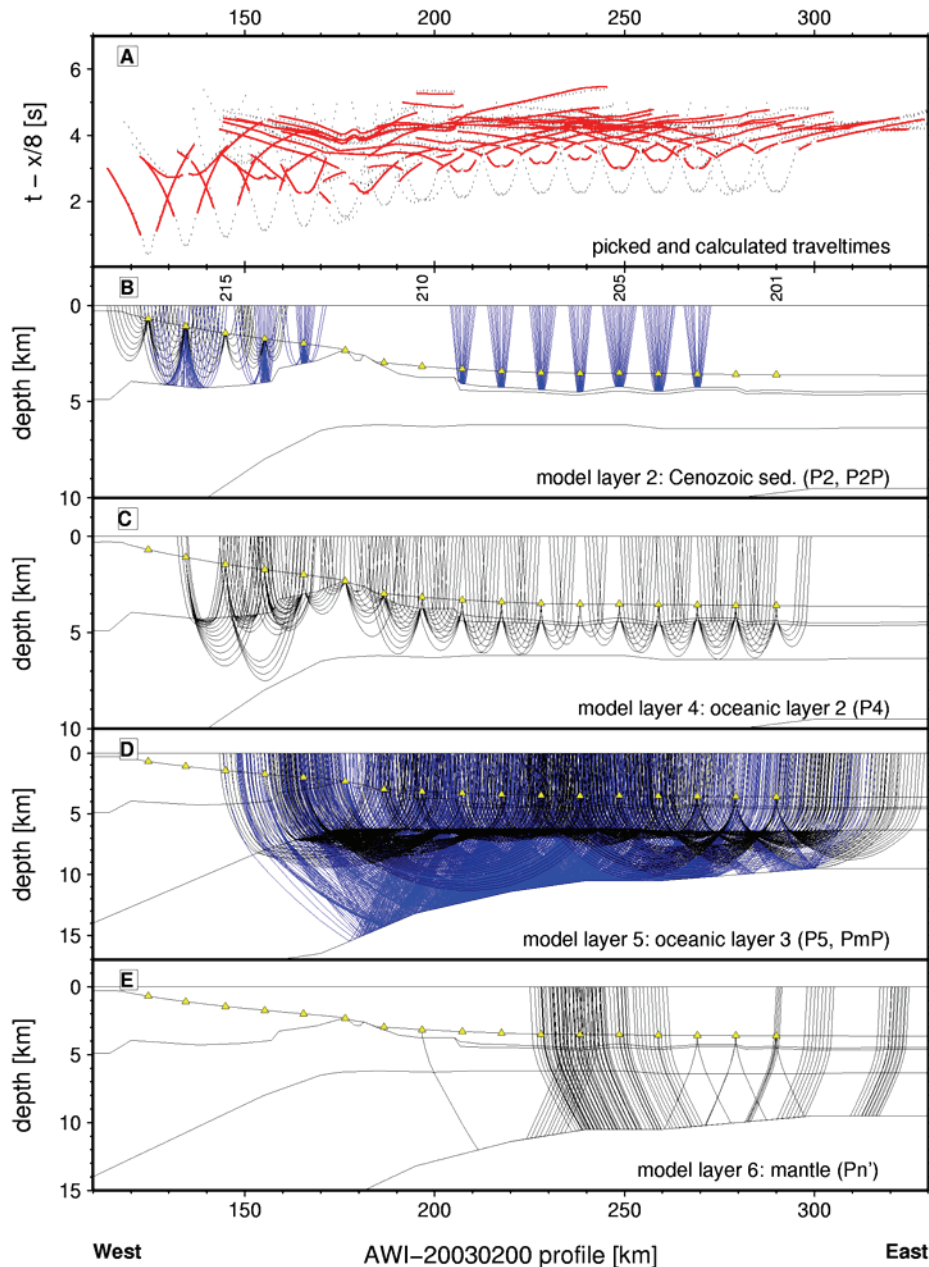 150 200 250 300
A
6
4
2
t − x/8 [s]
picked and calculated traveltimes
B
215 210 205 201
0
5
10
depth [km]
model layer 2: Cenozoic sed. (P2, P2P)
C
0
5
10
depth [km]
model layer 4: oceanic layer 2 (P4)
D
0
5
10
15
depth [km]
model layer 5: oceanic layer 3 (P5, PmP)
E
0
5
10
15
depth [km]
model layer 6: mantle (Pn’)
150 200 250 300
West AWI−20030200 profile [km] East